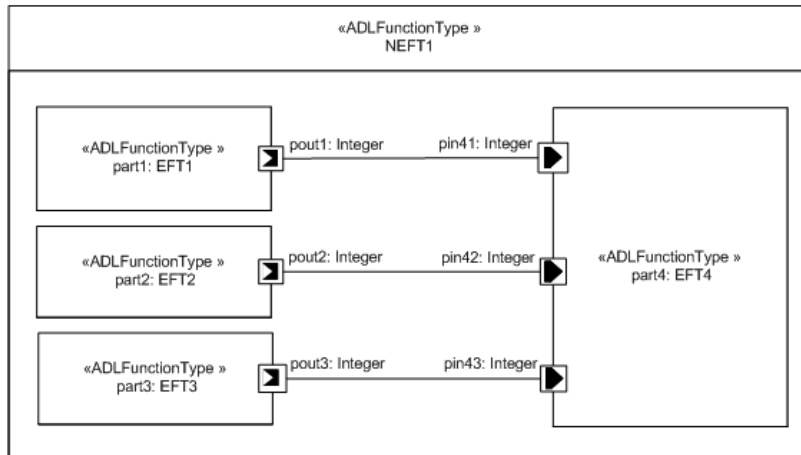 «ADLFunctionType »
NEFT1
«ADLFunctionType »
part1: EFT1
pout1: Integer
pin41: Integer
«ADLFunctionType »
part2: EFT2
pout2: Integer
pin42: Integer
«ADLFunctionType »
part4: EFT4
«ADLFunctionType »
part3: EFT3
pout3: Integer
pin43: Integer